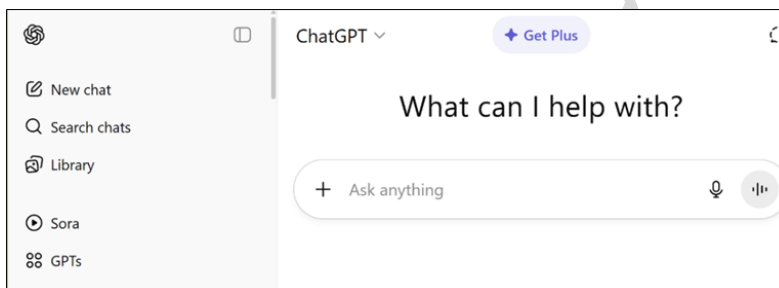 New chat
Search chats
Library
Sora
GPTs
ChatGPT
Get Plus
What can I help with?
Ask anything